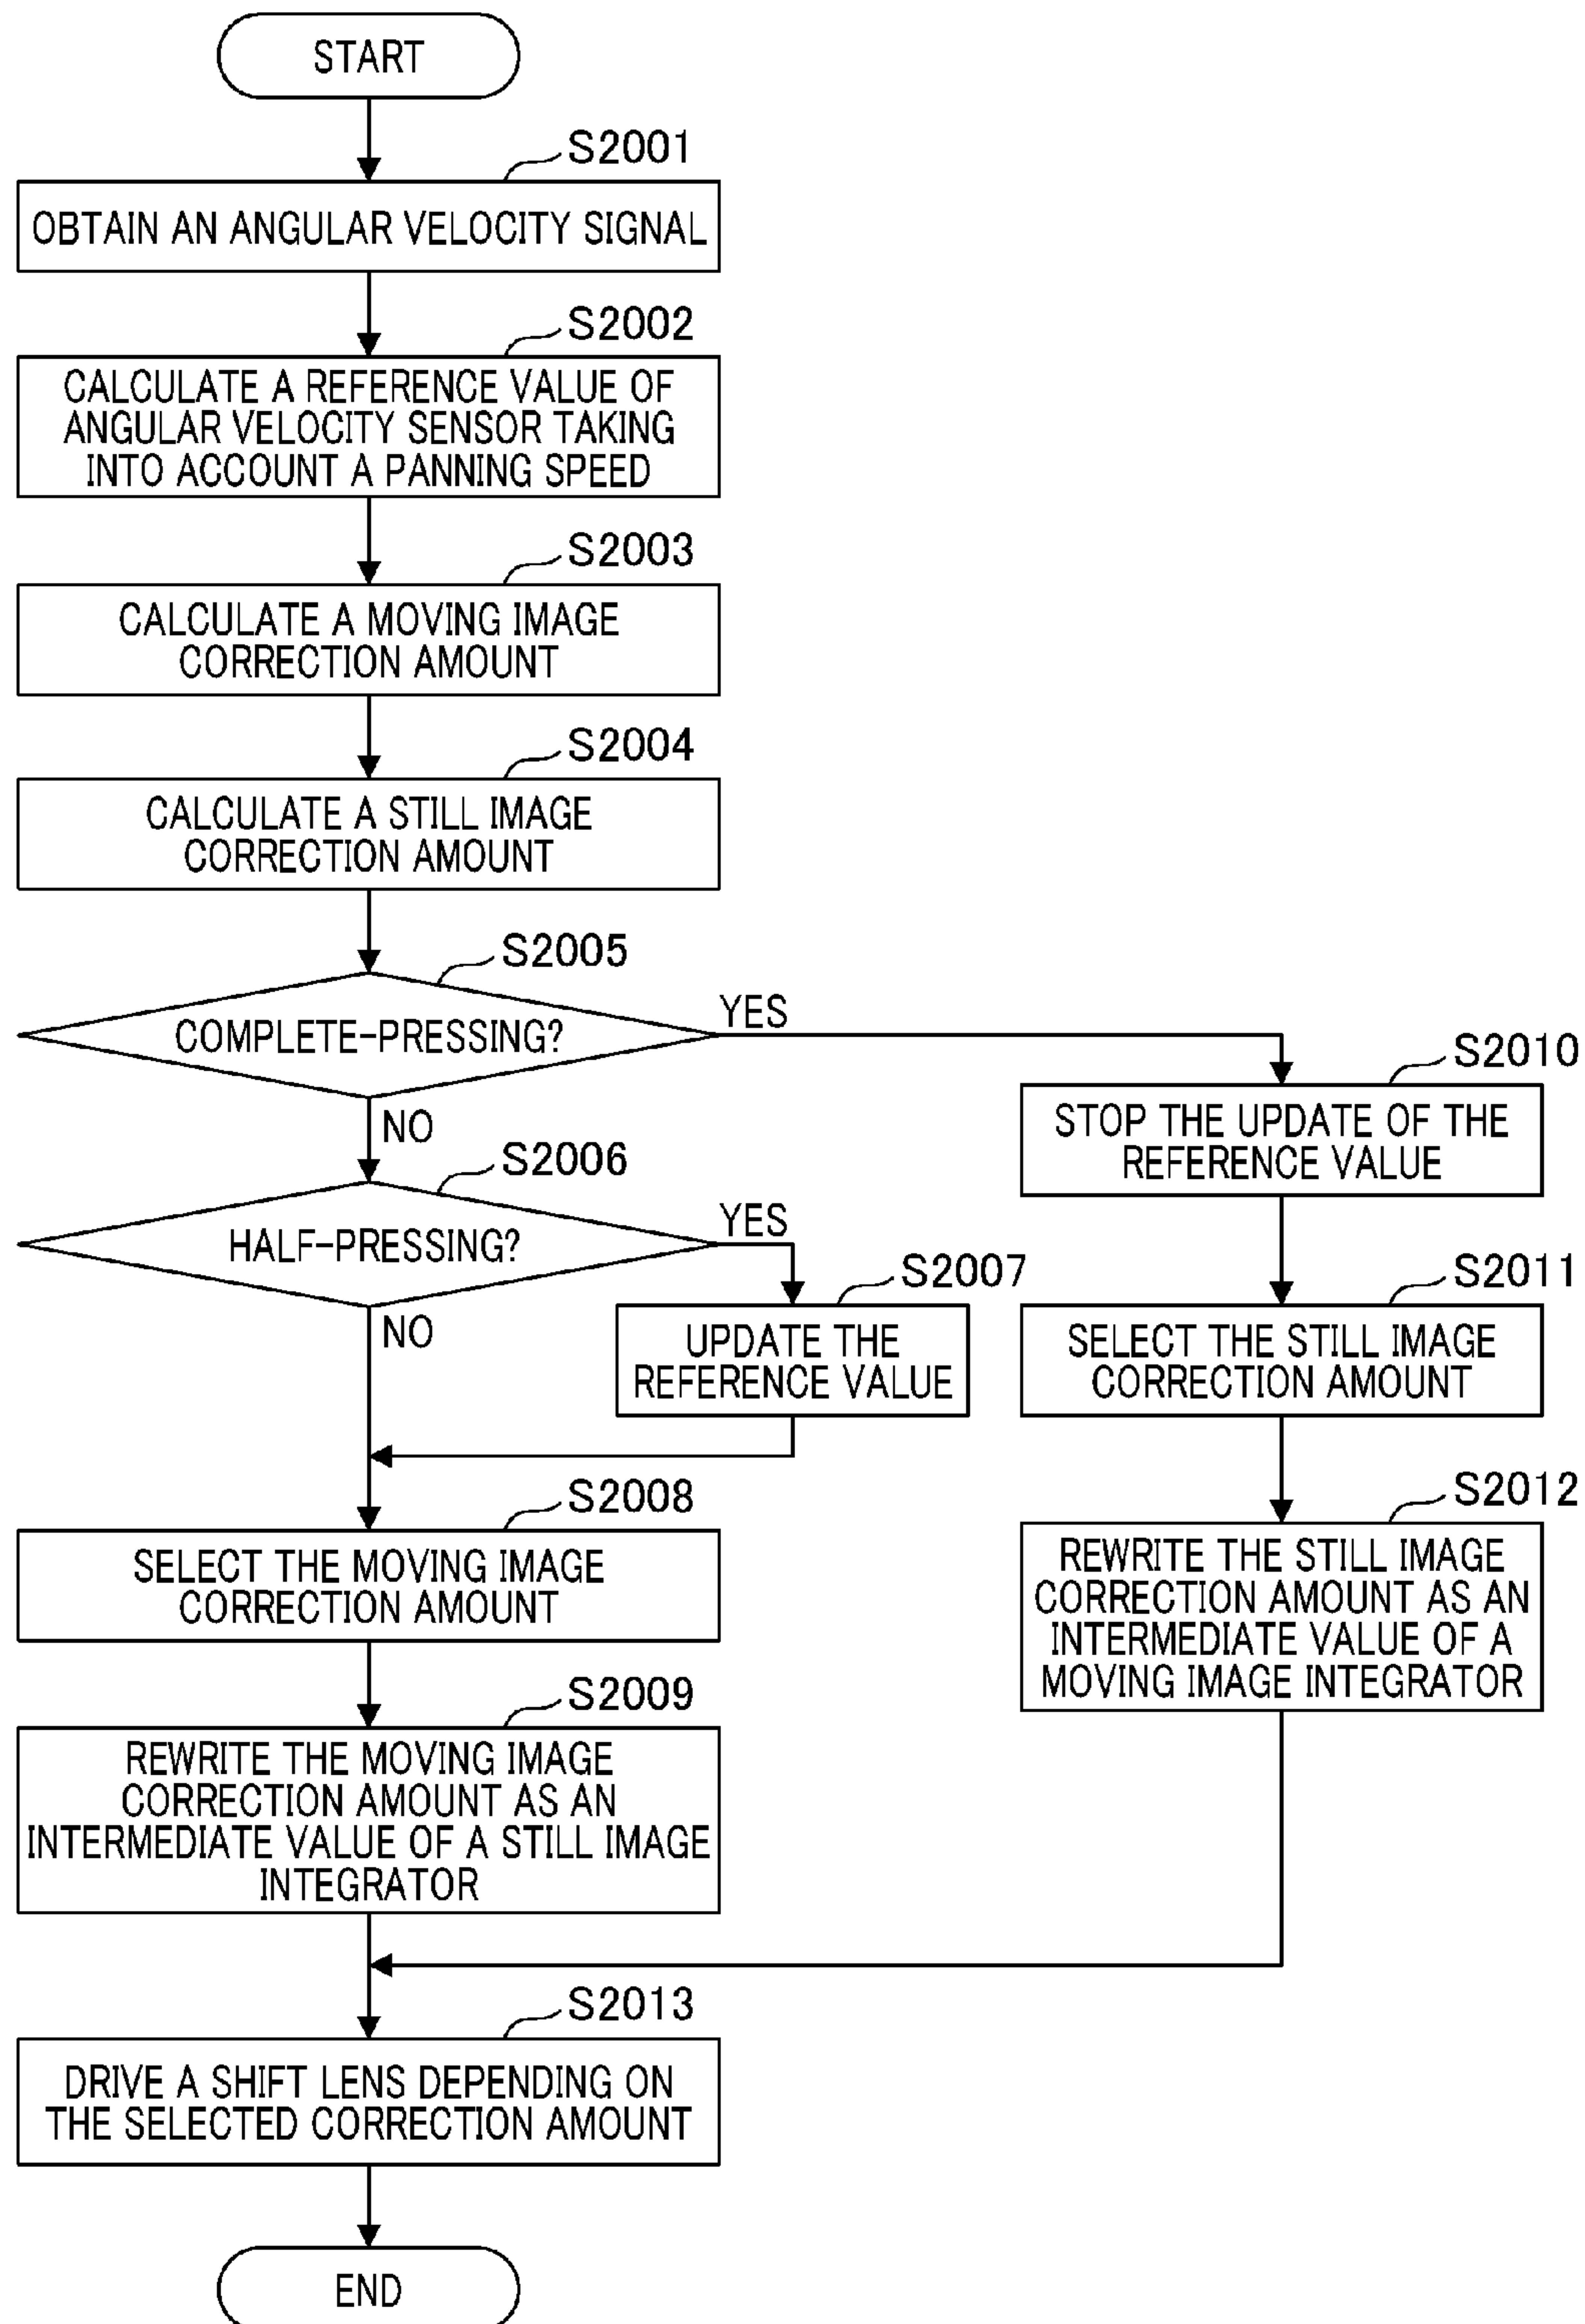 START
S2001
OBTAIN AN ANGULAR VELOCITY SIGNAL
S2002
CALCULATE A REFERENCE VALUE OF
ANGULAR VELOCITY SENSOR TAKING
INTO ACCOUNT A PANNING SPEED
S2003
CALCULATE A MOVING IMAGE
CORRECTION AMOUNT
S2004
CALCULATE A STILL IMAGE
CORRECTION AMOUNT
S2005
COMPLETE-PRESSING?
YES
NO
S2006
HALF-PRESSING?
YES
NO
S2007
UPDATE THE
REFERENCE VALUE
S2008
SELECT THE MOVING IMAGE
CORRECTION AMOUNT
S2009
REWRITE THE MOVING IMAGE
CORRECTION AMOUNT AS AN
INTERMEDIATE VALUE OF A STILL IMAGE
INTEGRATOR
S2010
STOP THE UPDATE OF THE
REFERENCE VALUE
S2011
SELECT THE STILL IMAGE
CORRECTION AMOUNT
S2012
REWRITE THE STILL IMAGE
CORRECTION AMOUNT AS AN
INTERMEDIATE VALUE OF A
MOVING IMAGE INTEGRATOR
S2013
DRIVE A SHIFT LENS DEPENDING ON
THE SELECTED CORRECTION AMOUNT
END